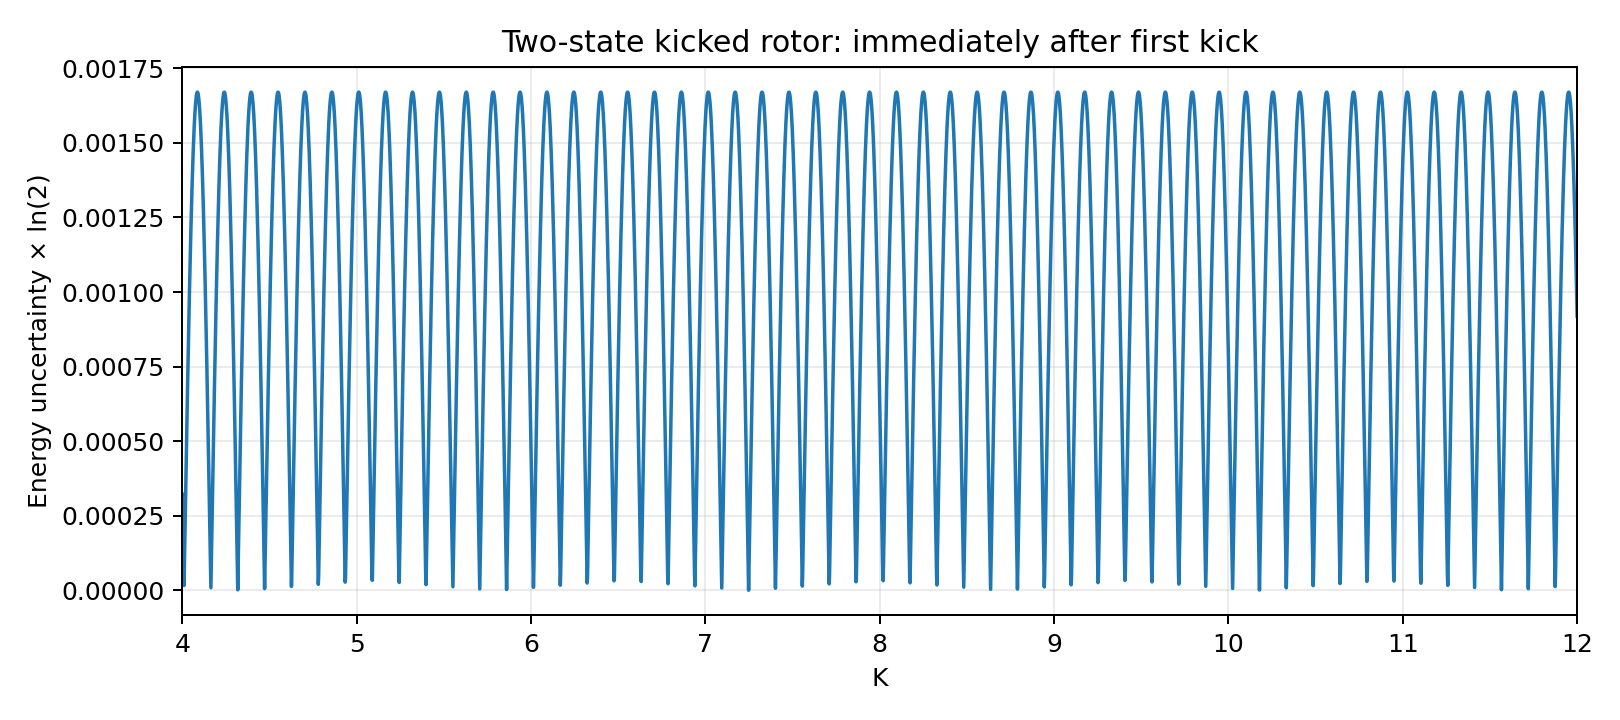 Two-state kicked rotor: immediately after first kick
Energy uncertainty × ln(2)
0.00175
0.00150
0.00125
0.00100
0.00075
0.00050
0.00025
0.00000
4 5 6 7 8 9 10 11 12
K